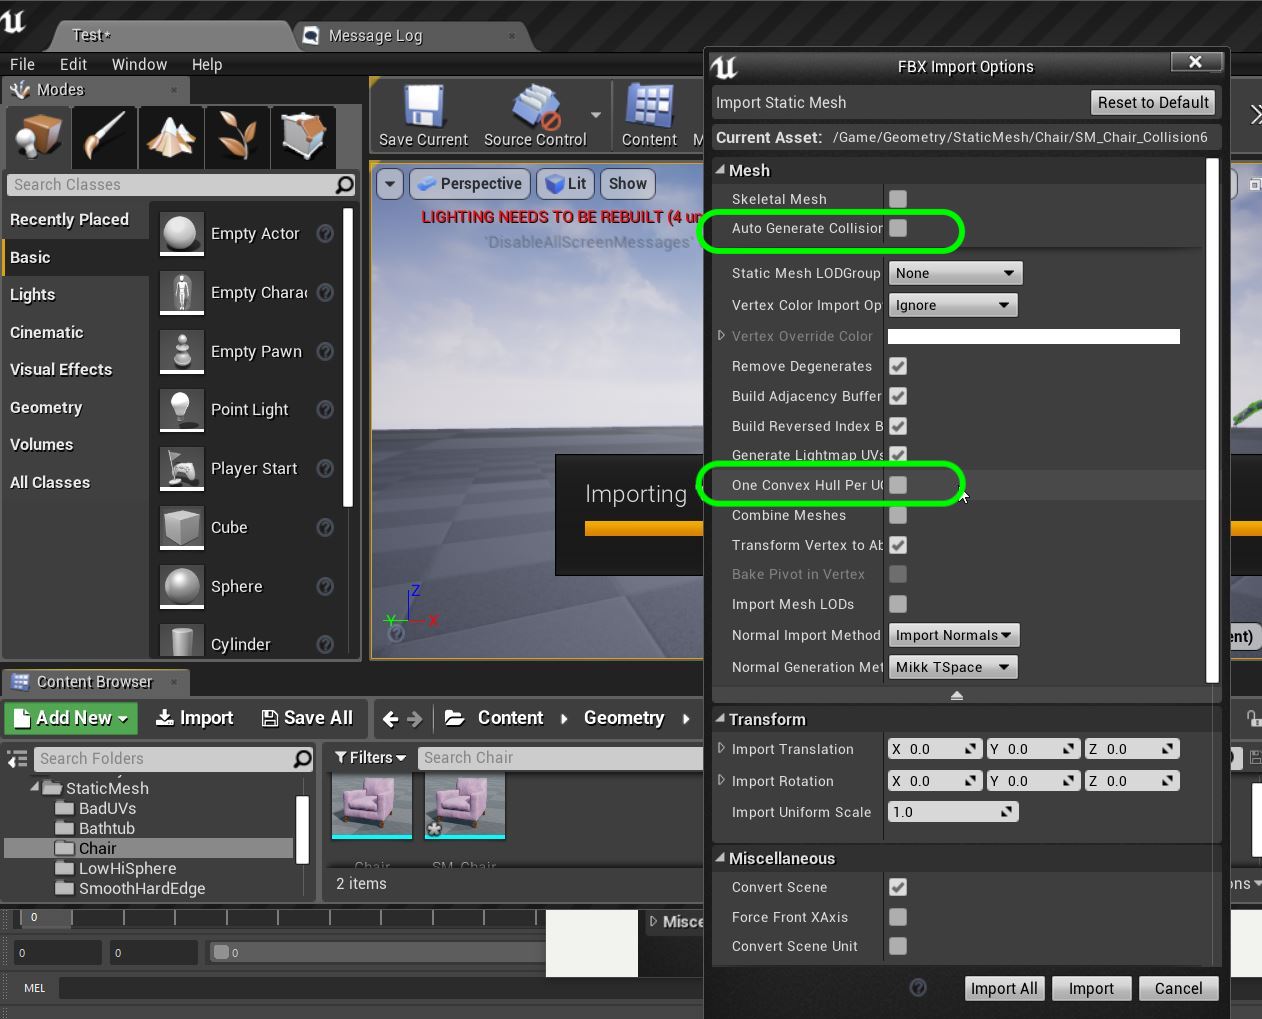 Test*
Message Log
File Edit Window Help
Modes
Search Classes
Recently Placed
Basic
Lights
Cinematic
Visual Effects
Geometry
Volumes
All Classes
Empty Actor
Empty Charac
Empty Pawn
Point Light
Player Start
Cube
Sphere
Cylinder
Save Current
Source Control
Content
M
Perspective
Lit
Show
LIGHTING NEEDS TO BE REBUILT (4 un
'DisableAllScreenMessages'
Importing
Z
Y
X
FBX Import Options
Import Static Mesh
Reset to Default
Current Asset: /Game/Geometry/StaticMesh/Chair/SM_Chair_Collision6
Mesh
Skeletal Mesh
Auto Generate Collision
Static Mesh LODGroup None
Vertex Color Import Op Ignore
Vertex Override Color
Remove Degenerates
Build Adjacency Buffer
Build Reversed Index B
Generate Lightmap UVs
One Convex Hull Per UC
Combine Meshes
Transform Vertex to Ab
Bake Pivot in Vertex
Import Mesh LODs
Normal Import Method Import Normals
Normal Generation Met Mikk TSpace
Transform
Import Translation X 0.0 Y 0.0 Z 0.0
Import Rotation X 0.0 Y 0.0 Z 0.0
Import Uniform Scale 1.0
Miscellaneous
Convert Scene
Force Front XAxis
Convert Scene Unit
Import All
Import
Cancel
ent)
Content Browser
Add New
Import
Save All
Content
Geometry
Search Folders
StaticMesh
BadUVs
Bathtub
Chair
LowHiSphere
SmoothHardEdge
Filters
Search Chair
Chair
SM_Chair
2 items
ons
0
0
0
0
Misce
MEL